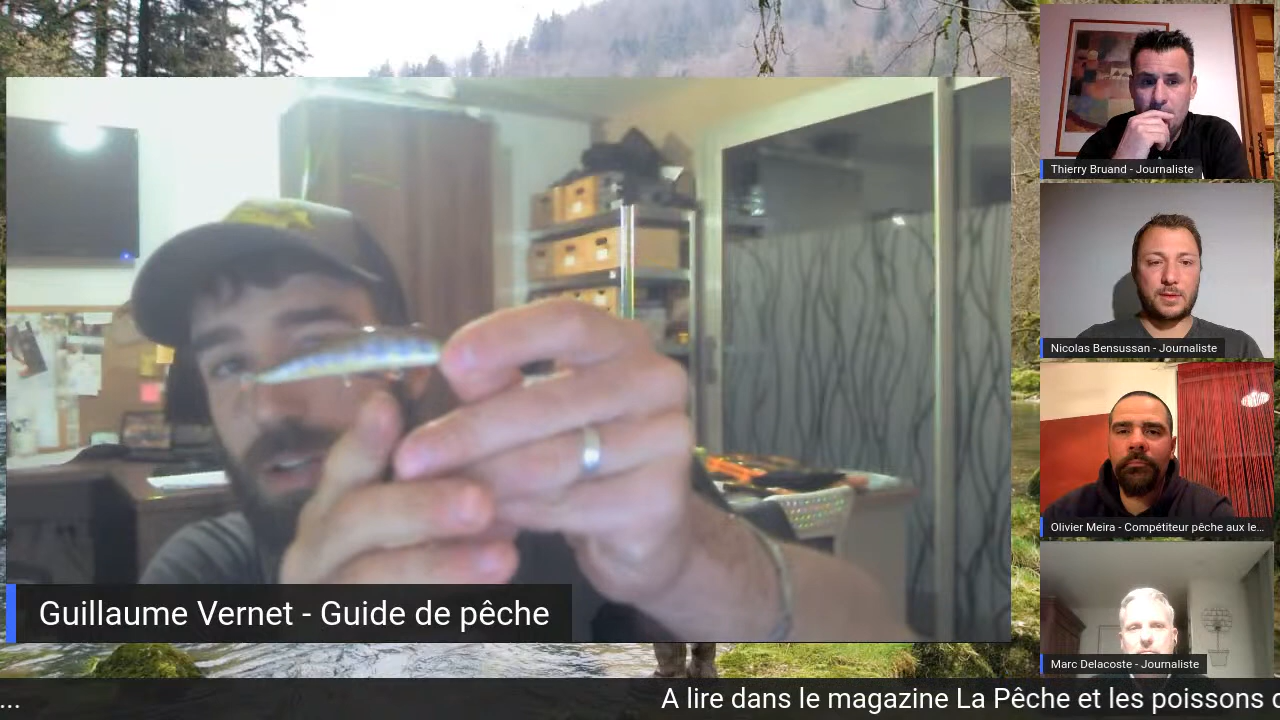 Thierry Bruand - Journaliste
Nicolas Bensussan - Journaliste
Olivier Meira - Compétiteur pêche aux le...
Marc Delacoste - Journaliste
Guillaume Vernet - Guide de pêche
... A lire dans le magazine La Pêche et les poissons